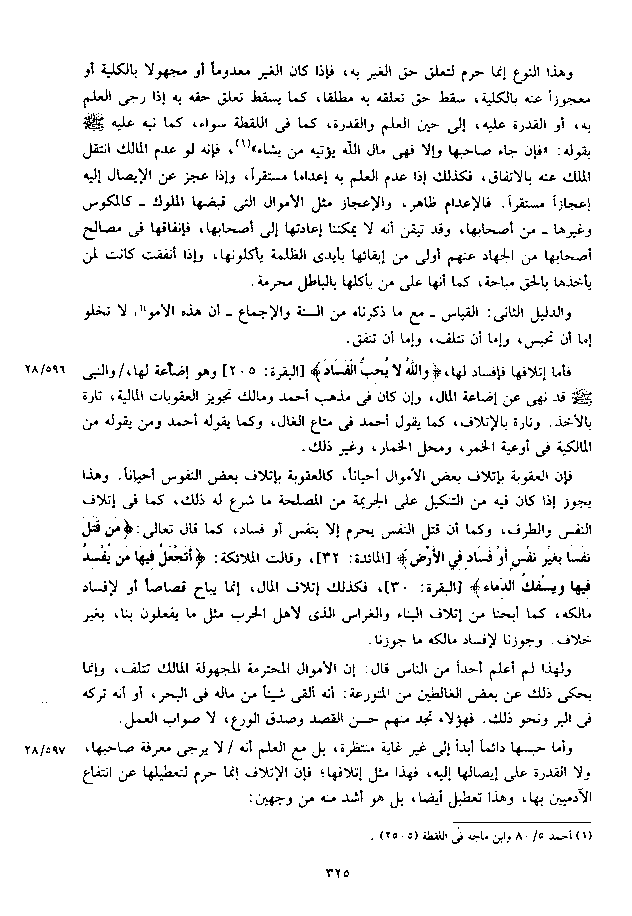 وهذا النوع إنما حرم لتعلق حق الغير به، فإذا كان الغير معدوماً أو مجهولا بالكلية أو
معجوزاً عنه بالكلية، سقط حق تعلقه به مطلقا، كما يسقط تعلق حقه به إذا رجى العلم
به، أو القدرة عليه، إلى حين العلم والقدرة، كما فى اللقطة سواء، كما نبه عليه ﷺ
بقوله: «فإن جاء صاحبها وإلا فهى مال الله يؤتيه من يشاء»(١)، فإنه لو عدم المالك انتقل
الملك عنه بالاتفاق، فكذلك إذا عدم العلم به إعداما مستقراً، وإذا عجز عن الإيصال إليه
إعجازاً مستقراً. فالإعدام ظاهر، والإعجاز مثل الأموال التى قبضها الملوك ـ كالمكوس
وغيرها ـ من أصحابها، وقد تيقن أنه لا يمكننا إعادتها إلى أصحابها، فإنفاقها فى مصالح
أصحابها من الجهاد عنهم أولى من إبقائها بأيدى الظلمة يأكلونها، وإذا أنفقت كانت لمن
يأخذها بالحق مباحة، كما أنها على من يأكلها بالباطل محرمة.
والدليل الثانى: القياس ـ مع ما ذكرناه من السنة والإجماع ـ أن هذه الأموال لا تخلو
إما أن تحبس، وإما أن تتلف، وإما أن تنفق.
فأما إتلافها فإفساد لها، ﴿وَاللَّهُ لا يُحِبُّ الْفَسَادَ﴾ [البقرة: ٢٠٥] وهو إضاعة لها، /والنبى
٢٨/٥٩٦
ﷺ قد نهى عن إضاعة المال، وإن كان فى مذهب أحمد ومالك تجويز العقوبات المالية، تارة
بالأخذ. وتارة بالإتلاف، كما يقول أحمد فى متاع الغال، وكما يقوله أحمد ومن يقوله من
المالكية فى أوعية الخمر، ومحل الخمار، وغير ذلك.
فإن العقوبة بإتلاف بعض الأموال أحياناً، كالعقوبة بإتلاف بعض النفوس أحياناً. وهذا
يجوز إذا كان فيه من التنكيل على الجريمة من المصلحة ما شرع له ذلك، كما فى إتلاف
النفس والطرف، وكما أن قتل النفس يحرم إلا بنفس أو فساد، كما قال تعالى: ﴿مَن قَتَلَ
نَفْسًا بِغَيْرِ نَفْسٍ أَوْ فَسَادٍ فِي الأَرْضِ﴾ [المائدة: ٣٢]، وقالت الملائكة: ﴿أَتَجْعَلُ فِيهَا مَن يُفْسِدُ
فِيهَا وَيَسْفِكُ الدِّمَاءَ﴾ [البقرة: ٣٠]، فكذلك إتلاف المال، إنما يباح قصاصاً أو لإفساد
مالكه، كما أبحنا من إتلاف البناء والغراس الذى لأهل الحرب مثل ما يفعلون بنا، بغير
خلاف. وجوزنا لإفساد مالكه ما جوزنا.
ولهذا لم أعلم أحداً من الناس قال: إن الأموال المحترمة المجهولة المالك تتلف، وإنما
يحكى ذلك عن بعض الغالطين من المتورعة: أنه ألقى شيئاً من ماله فى البحر، أو أنه تركه
فى البر ونحو ذلك. فهؤلاء تجد منهم حسن القصد وصدق الورع، لا صواب العمل.
وأما حبسها دائماً أبداً إلى غير غاية منتظرة، بل مع العلم أنه /لا يرجى معرفة صاحبها،
٢٨/٥٩٧
ولا القدرة على إيصالها إليه، فهذا مثل إتلافها؛ فإن الإتلاف إنما حرم لتعطيلها عن انتفاع
الآدميين بها، وهذا تعطيل أيضا، بل هو أشد منه من وجهين:
(١) أحمد ٥/ ٨٠ وابن ماجه فى اللقطة (٢٥٠٥) .
٣٢٥